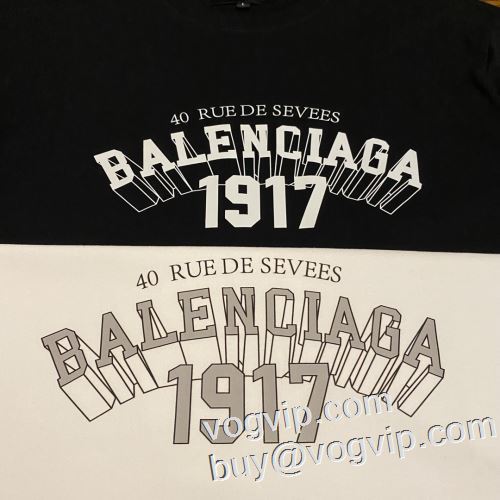 40 RUE DE SEVEES
BALENCIAGA
1917
40 RUE DE SEVEES
BALENCIAGA
1917
vogvip.com
buy@vogvip.com